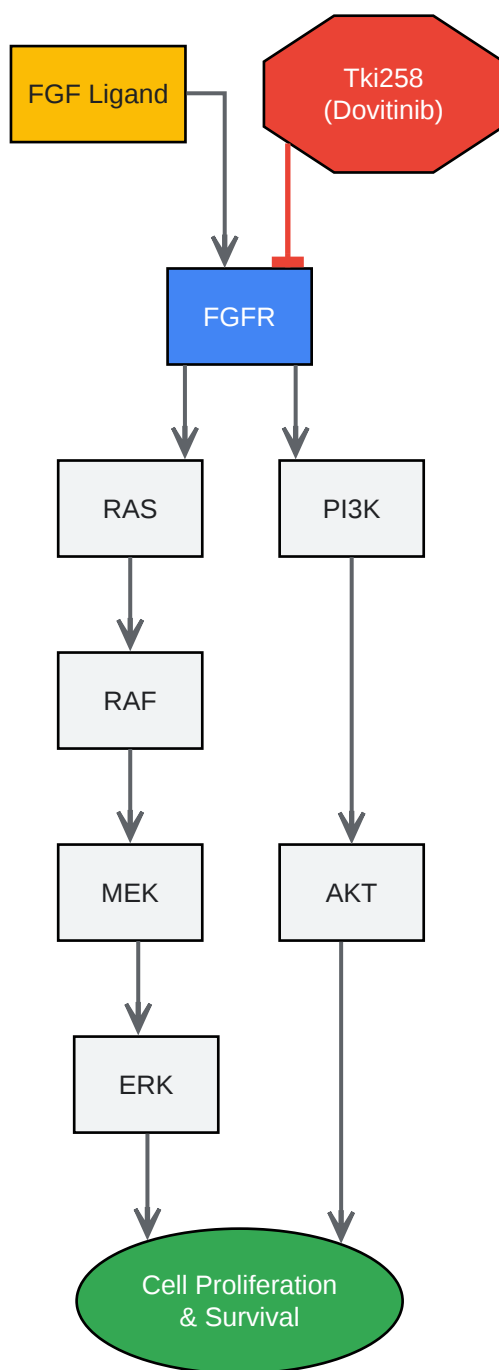 FGF Ligand
Tki258
(Dovitinib)
FGFR
RAS
PI3K
RAF
MEK
AKT
ERK
Cell Proliferation
& Survival